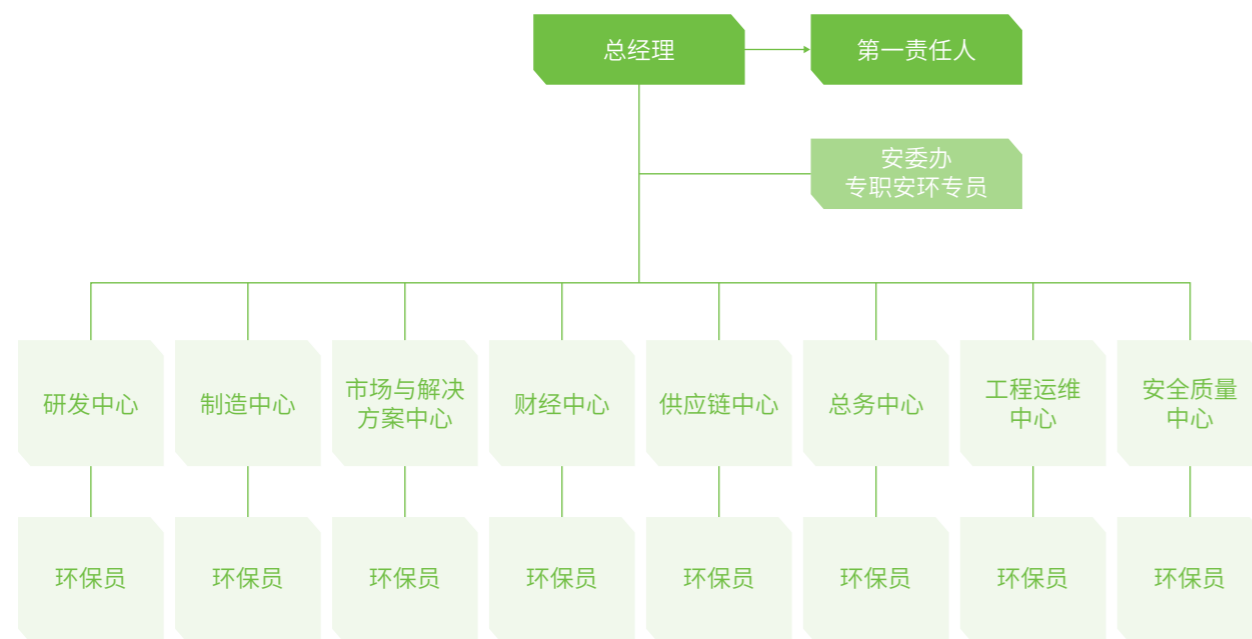 总经理
第一责任人
安委办
专职安环专员
研发中心
制造中心
市场与解决
方案中心
财经中心
供应链中心
总务中心
工程运维
中心
安全质量
中心
环保员
环保员
环保员
环保员
环保员
环保员
环保员
环保员